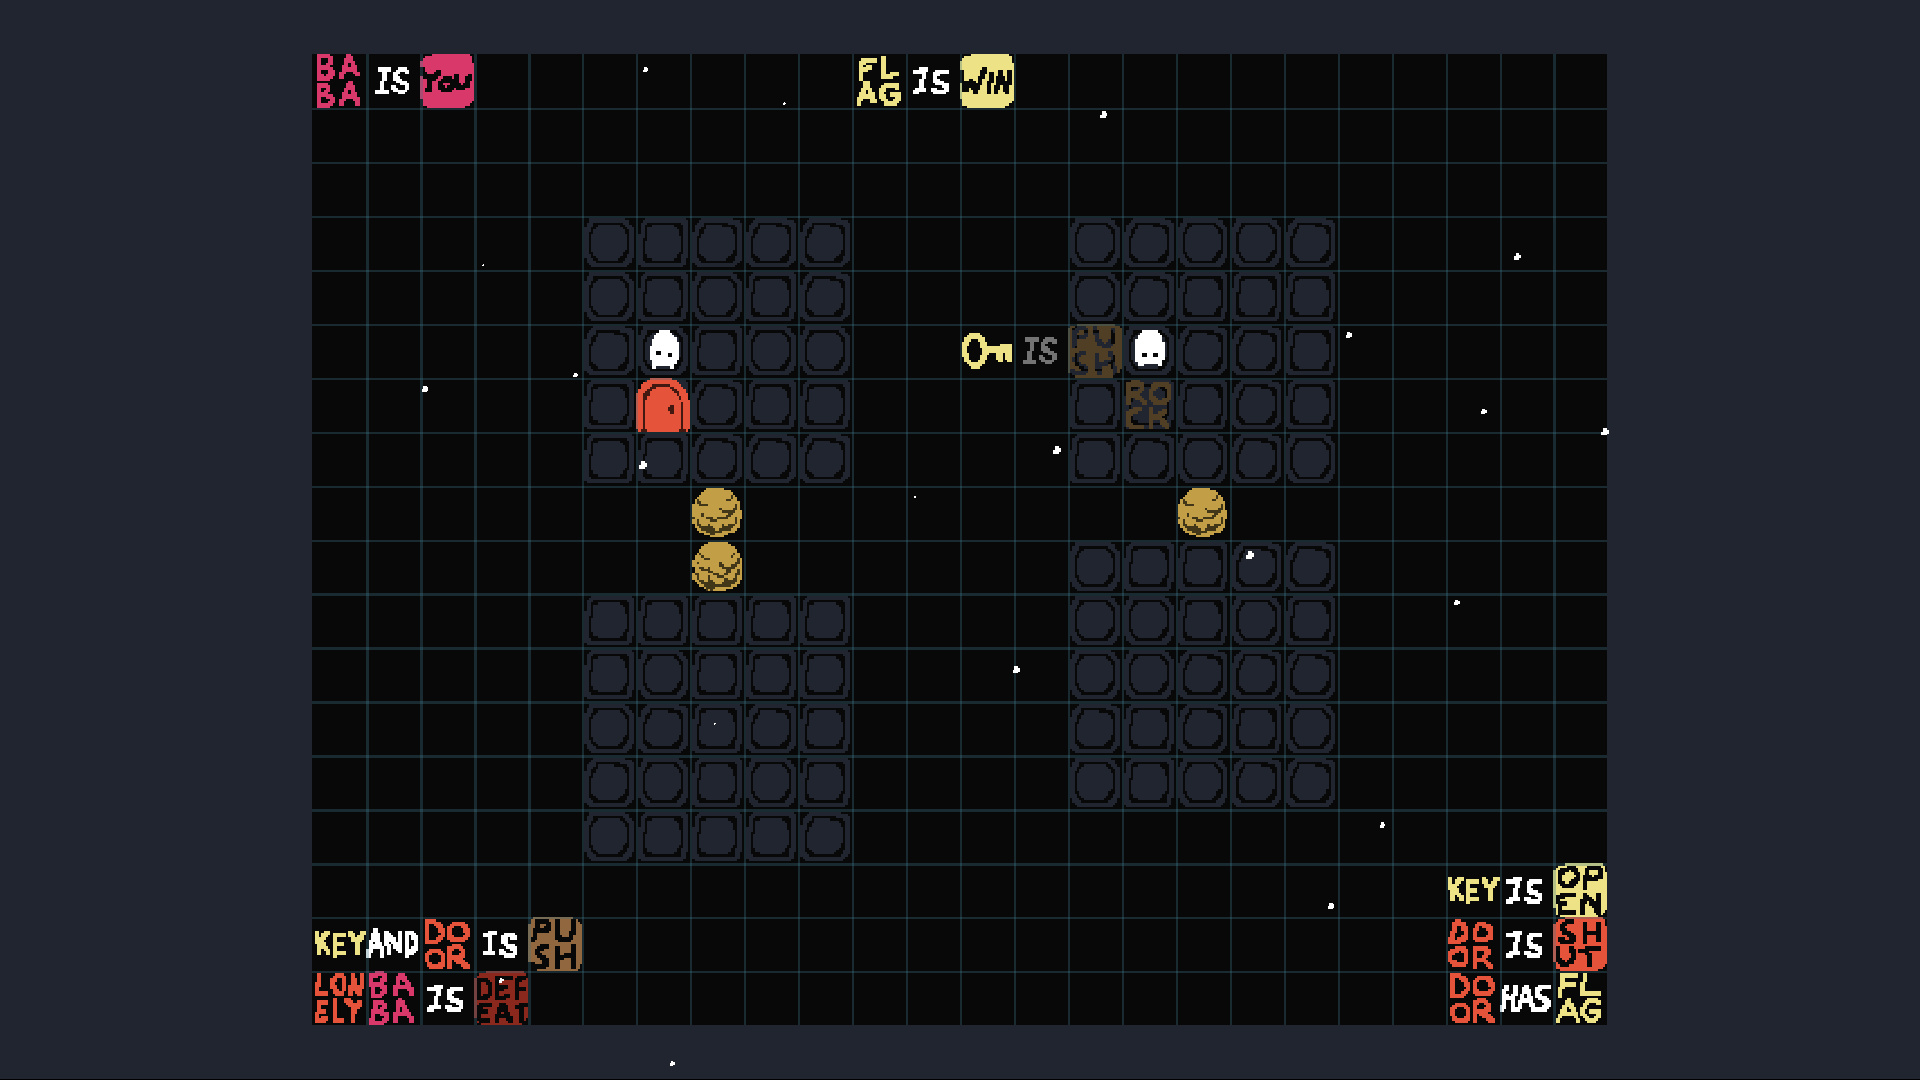 BABA IS YOU FLAG IS WIN
IS PUSH
ROCK
KEY IS OPEN
KEY AND DOOR IS PUSH DOOR IS SHUT
LONELY BABA IS DEFEAT DOOR HAS FLAG